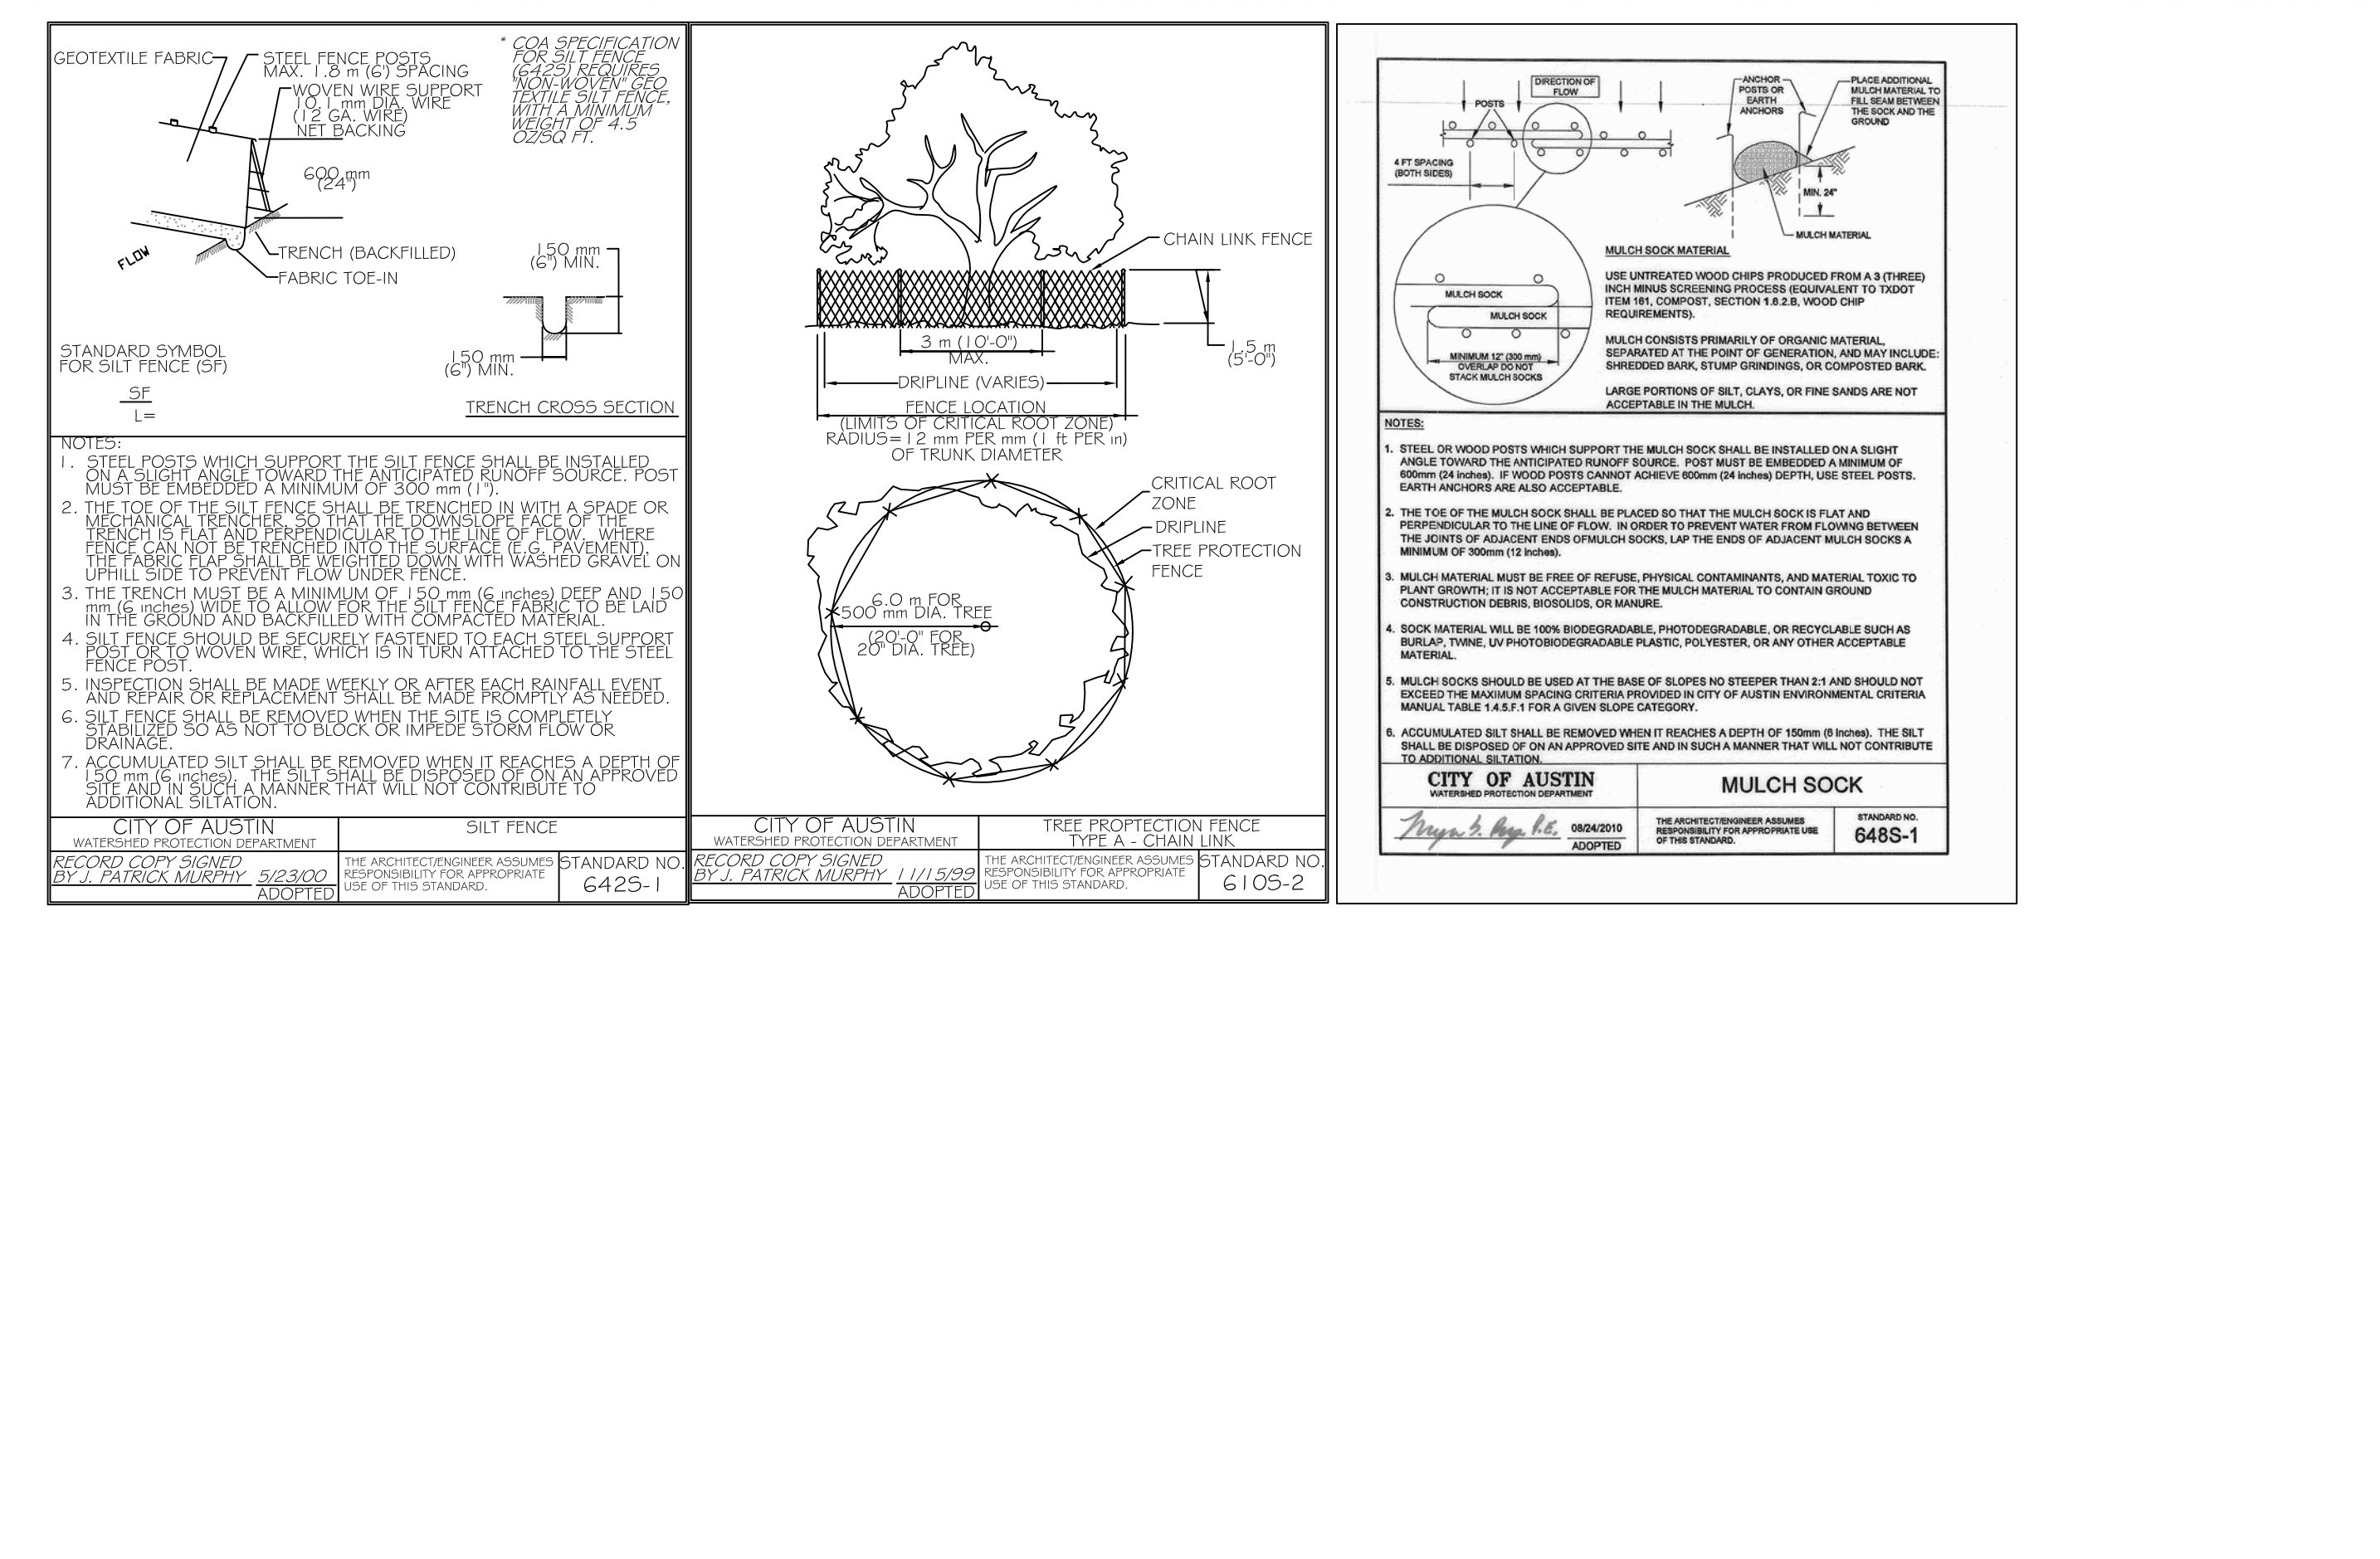 GEOTEXTILE FABRIC
STEEL FENCE POSTS
MAX. 1.8 m (6') SPACING
WOVEN WIRE SUPPORT
10.1 mm DIA. WIRE
(12 GA. WIRE)
NET BACKING
* COA SPECIFICATION
FOR SILT FENCE
(642S) REQUIRES
"NON-WOVEN" GEO
TEXTILE SILT FENCE,
WITH A MINIMUM
WEIGHT OF 4.5
OZ/SQ FT.
600 mm
(24")
FLOW
TRENCH (BACKFILLED)
FABRIC TOE-IN
150 mm
(6") MIN.
150 mm
(6") MIN.
STANDARD SYMBOL
FOR SILT FENCE (SF)
SF
L=
TRENCH CROSS SECTION
NOTES:
1. STEEL POSTS WHICH SUPPORT THE SILT FENCE SHALL BE INSTALLED
ON A SLIGHT ANGLE TOWARD THE ANTICIPATED RUNOFF SOURCE. POST
MUST BE EMBEDDED A MINIMUM OF 300 mm (1").
2. THE TOE OF THE SILT FENCE SHALL BE TRENCHED IN WITH A SPADE OR
MECHANICAL TRENCHER, SO THAT THE DOWNSLOPE FACE OF THE
TRENCH IS FLAT AND PERPENDICULAR TO THE LINE OF FLOW. WHERE
FENCE CAN NOT BE TRENCHED INTO THE SURFACE (E.G. PAVEMENT),
THE FABRIC FLAP SHALL BE WEIGHTED DOWN WITH WASHED GRAVEL ON
UPHILL SIDE TO PREVENT FLOW UNDER FENCE.
3. THE TRENCH MUST BE A MINIMUM OF 150 mm (6 inches) DEEP AND 150
mm (6 inches) WIDE TO ALLOW FOR THE SILT FENCE FABRIC TO BE LAID
IN THE GROUND AND BACKFILLED WITH COMPACTED MATERIAL.
4. SILT FENCE SHOULD BE SECURELY FASTENED TO EACH STEEL SUPPORT
POST OR TO WOVEN WIRE, WHICH IS IN TURN ATTACHED TO THE STEEL
FENCE POST.
5. INSPECTION SHALL BE MADE WEEKLY OR AFTER EACH RAINFALL EVENT
AND REPAIR OR REPLACEMENT SHALL BE MADE PROMPTLY AS NEEDED.
6. SILT FENCE SHALL BE REMOVED WHEN THE SITE IS COMPLETELY
STABILIZED SO AS NOT TO BLOCK OR IMPEDE STORM FLOW OR
DRAINAGE.
7. ACCUMULATED SILT SHALL BE REMOVED WHEN IT REACHES A DEPTH OF
150 mm (6 inches). THE SILT SHALL BE DISPOSED OF ON AN APPROVED
SITE AND IN SUCH A MANNER THAT WILL NOT CONTRIBUTE TO
ADDITIONAL SILTATION.
CITY OF AUSTIN
WATERSHED PROTECTION DEPARTMENT
SILT FENCE
RECORD COPY SIGNED
BY J. PATRICK MURPHY 5/23/00
ADOPTED
THE ARCHITECT/ENGINEER ASSUMES
RESPONSIBILITY FOR APPROPRIATE
USE OF THIS STANDARD.
STANDARD NO.
642S-1
CHAIN LINK FENCE
3 m (10'-0")
MAX.
1.5 m
(5'-0")
DRIPLINE (VARIES)
FENCE LOCATION
(LIMITS OF CRITICAL ROOT ZONE)
RADIUS=12 mm PER mm (1 ft PER in)
OF TRUNK DIAMETER
CRITICAL ROOT
ZONE
DRIPLINE
TREE PROTECTION
FENCE
6.0 m FOR
500 mm DIA. TREE
(20'-0" FOR
20" DIA. TREE)
CITY OF AUSTIN
WATERSHED PROTECTION DEPARTMENT
TREE PROPTECTION FENCE
TYPE A - CHAIN LINK
RECORD COPY SIGNED
BY J. PATRICK MURPHY 11/15/99
ADOPTED
THE ARCHITECT/ENGINEER ASSUMES
RESPONSIBILITY FOR APPROPRIATE
USE OF THIS STANDARD.
STANDARD NO.
610S-2
DIRECTION OF
FLOW
POSTS
4 FT SPACING
(BOTH SIDES)
ANCHOR
POSTS OR
EARTH
ANCHORS
PLACE ADDITIONAL
MULCH MATERIAL TO
FILL SEAM BETWEEN
THE SOCK AND THE
GROUND
MIN. 24"
MULCH MATERIAL
MULCH SOCK
MULCH SOCK
MINIMUM 12" (300 mm)
OVERLAP DO NOT
STACK MULCH SOCKS
MULCH SOCK MATERIAL
USE UNTREATED WOOD CHIPS PRODUCED FROM A 3 (THREE)
INCH MINUS SCREENING PROCESS (EQUIVALENT TO TXDOT
ITEM 161, COMPOST, SECTION 1.6.2.B, WOOD CHIP
REQUIREMENTS).
MULCH CONSISTS PRIMARILY OF ORGANIC MATERIAL,
SEPARATED AT THE POINT OF GENERATION, AND MAY INCLUDE:
SHREDDED BARK, STUMP GRINDINGS, OR COMPOSTED BARK.
LARGE PORTIONS OF SILT, CLAYS, OR FINE SANDS ARE NOT
ACCEPTABLE IN THE MULCH.
NOTES:
1. STEEL OR WOOD POSTS WHICH SUPPORT THE MULCH SOCK SHALL BE INSTALLED ON A SLIGHT
ANGLE TOWARD THE ANTICIPATED RUNOFF SOURCE. POST MUST BE EMBEDDED A MINIMUM OF
600mm (24 inches). IF WOOD POSTS CANNOT ACHIEVE 600mm (24 inches) DEPTH, USE STEEL POSTS.
EARTH ANCHORS ARE ALSO ACCEPTABLE.
2. THE TOE OF THE MULCH SOCK SHALL BE PLACED SO THAT THE MULCH SOCK IS FLAT AND
PERPENDICULAR TO THE LINE OF FLOW. IN ORDER TO PREVENT WATER FROM FLOWING BETWEEN
THE JOINTS OF ADJACENT ENDS OFMULCH SOCKS, LAP THE ENDS OF ADJACENT MULCH SOCKS A
MINIMUM OF 300mm (12 inches).
3. MULCH MATERIAL MUST BE FREE OF REFUSE, PHYSICAL CONTAMINANTS, AND MATERIAL TOXIC TO
PLANT GROWTH; IT IS NOT ACCEPTABLE FOR THE MULCH MATERIAL TO CONTAIN GROUND
CONSTRUCTION DEBRIS, BIOSOLIDS, OR MANURE.
4. SOCK MATERIAL WILL BE 100% BIODEGRADABLE, PHOTODEGRADABLE, OR RECYCLABLE SUCH AS
BURLAP, TWINE, UV PHOTOBIODEGRADABLE PLASTIC, POLYESTER, OR ANY OTHER ACCEPTABLE
MATERIAL.
5. MULCH SOCKS SHOULD BE USED AT THE BASE OF SLOPES NO STEEPER THAN 2:1 AND SHOULD NOT
EXCEED THE MAXIMUM SPACING CRITERIA PROVIDED IN CITY OF AUSTIN ENVIRONMENTAL CRITERIA
MANUAL TABLE 1.4.5.F.1 FOR A GIVEN SLOPE CATEGORY.
6. ACCUMULATED SILT SHALL BE REMOVED WHEN IT REACHES A DEPTH OF 150mm (6 inches). THE SILT
SHALL BE DISPOSED OF ON AN APPROVED SITE AND IN SUCH A MANNER THAT WILL NOT CONTRIBUTE
TO ADDITIONAL SILTATION.
CITY OF AUSTIN
WATERSHED PROTECTION DEPARTMENT
MULCH SOCK
P.E. 08/24/2010
ADOPTED
THE ARCHITECT/ENGINEER ASSUMES
RESPONSIBILITY FOR APPROPRIATE USE
OF THIS STANDARD.
STANDARD NO.
648S-1